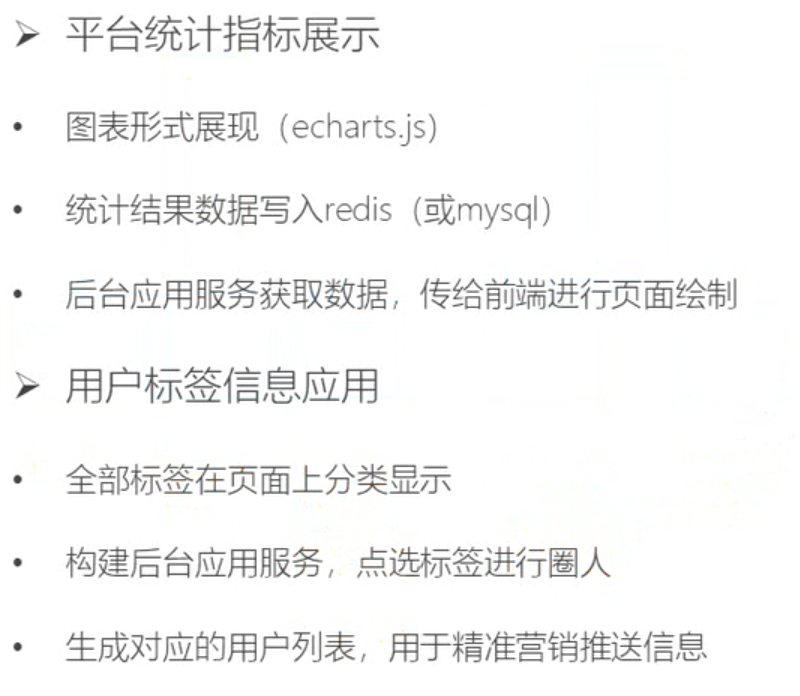 ➢ 平台统计指标展示
• 图表形式展现（echarts.js）
• 统计结果数据写入redis（或mysql）
• 后台应用服务获取数据，传给前端进行页面绘制
➢ 用户标签信息应用
• 全部标签在页面上分类显示
• 构建后台应用服务，点选标签进行圈人
• 生成对应的用户列表，用于精准营销推送信息